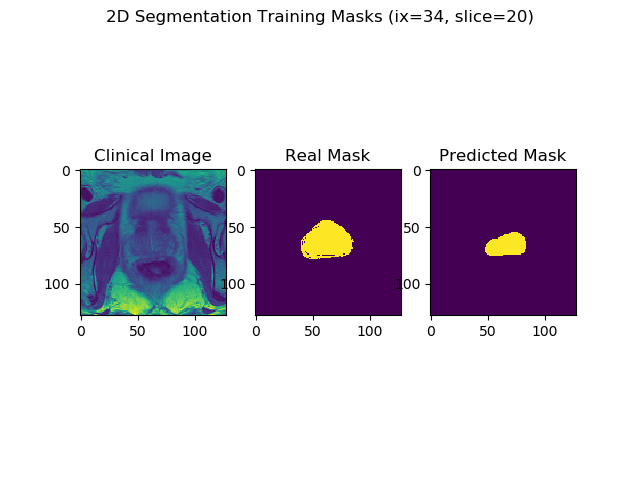 2D Segmentation Training Masks (ix=34, slice=20)
Clinical Image Real Mask Predicted Mask
0 0 0
50 50 50
100 100 100
0 50 100 0 50 100 0 50 100